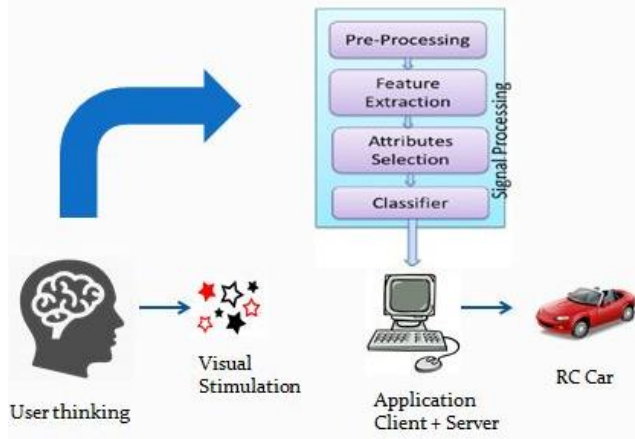 Pre-Processing
Feature
Extraction
Attributes
Selection
Classifier
Signal Processing
User thinking
Visual
Stimulation
Application
Client + Server
RC Car